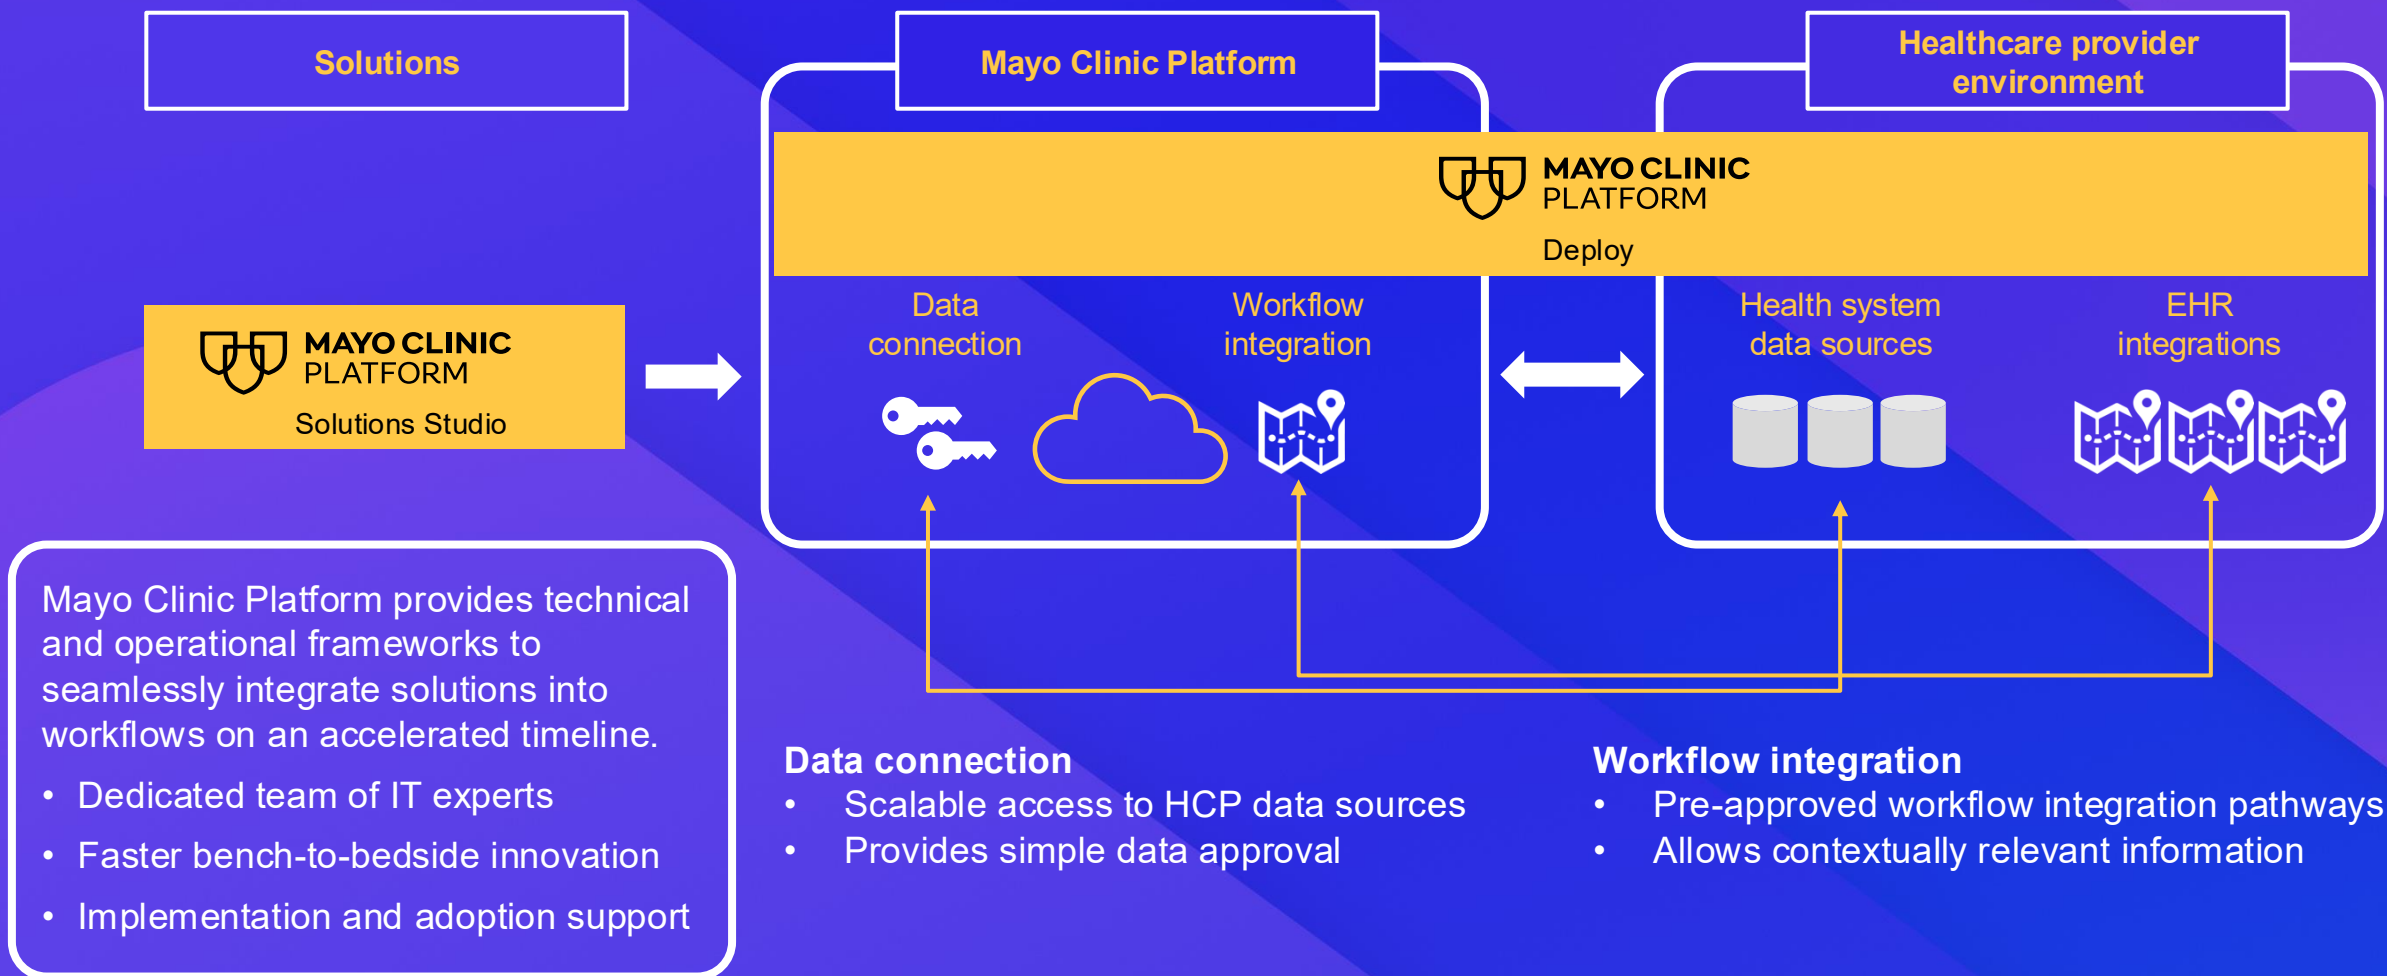 Solutions
Mayo Clinic Platform
Healthcare provider
environment
MAYO CLINIC
PLATFORM
Deploy
MAYO CLINIC
PLATFORM
Solutions Studio
Data
connection
Workflow
integration
Health system
data sources
EHR
integrations
Mayo Clinic Platform provides technical
and operational frameworks to
seamlessly integrate solutions into
workflows on an accelerated timeline.
• Dedicated team of IT experts
• Faster bench-to-bedside innovation
• Implementation and adoption support
Data connection
• Scalable access to HCP data sources
• Provides simple data approval
Workflow integration
• Pre-approved workflow integration pathways
• Allows contextually relevant information